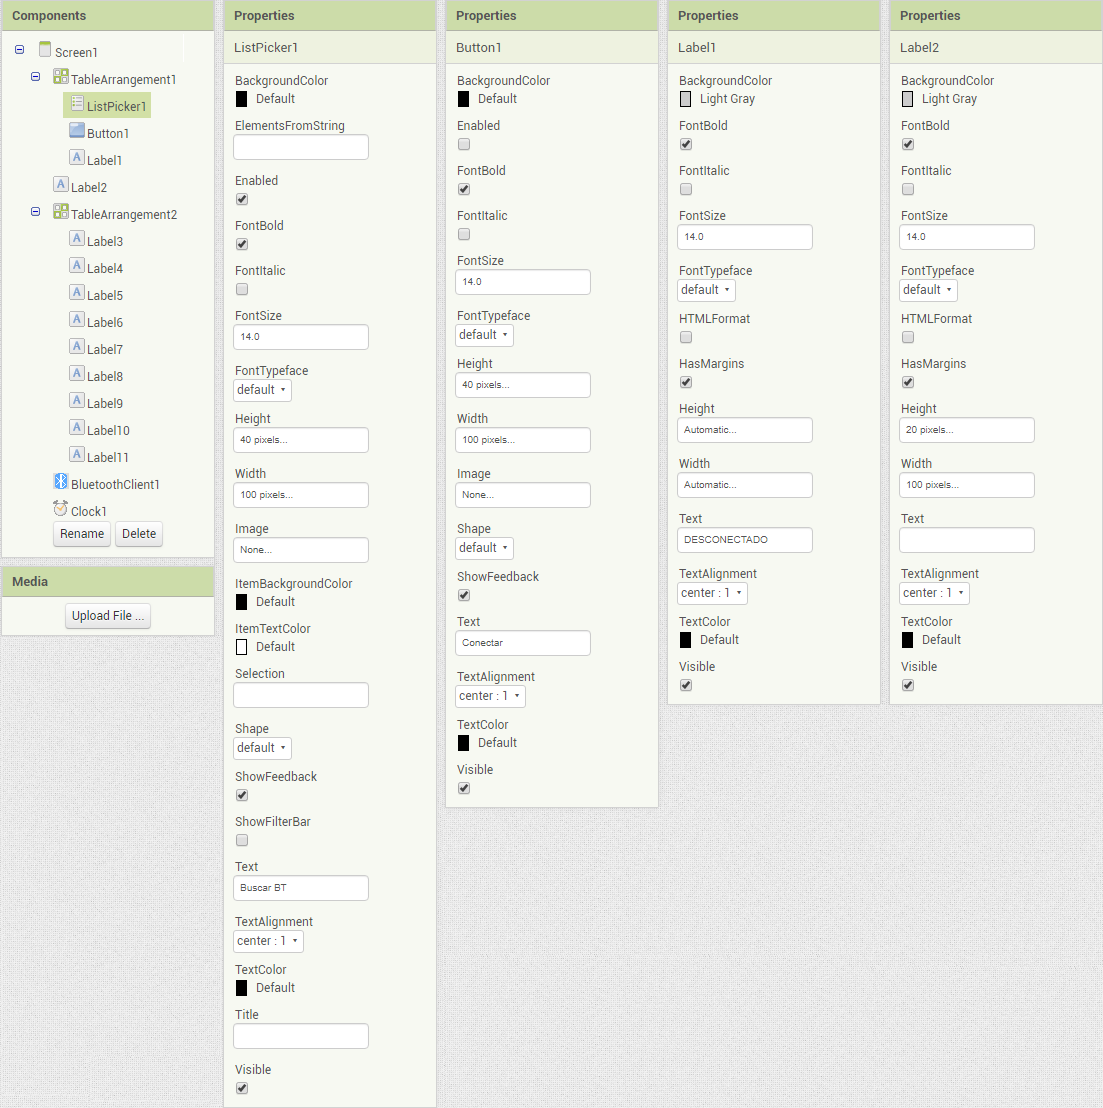 Components
Screen1
TableArrangement1
ListPicker1
Button1
Label1
Label2
TableArrangement2
Label3
Label4
Label5
Label6
Label7
Label8
Label9
Label10
Label11
BluetoothClient1
Clock1
Rename Delete
Media
Upload File ...
Properties
ListPicker1
BackgroundColor
Default
ElementsFromString
Enabled
FontBold
FontItalic
FontSize
14.0
FontTypeface
default
Height
40 pixels...
Width
100 pixels...
Image
None...
ItemBackgroundColor
Default
ItemTextColor
Default
Selection
Shape
default
ShowFeedback
ShowFilterBar
Text
Buscar BT
TextAlignment
center : 1
TextColor
Default
Title
Visible
Properties
Button1
BackgroundColor
Default
Enabled
FontBold
FontItalic
FontSize
14.0
FontTypeface
default
Height
40 pixels...
Width
100 pixels...
Image
None...
Shape
default
ShowFeedback
Text
Conectar
TextAlignment
center : 1
TextColor
Default
Visible
Properties
Label1
BackgroundColor
Light Gray
FontBold
FontItalic
FontSize
14.0
FontTypeface
default
HTMLFormat
HasMargins
Height
Automatic...
Width
Automatic...
Text
DESCONECTADO
TextAlignment
center : 1
TextColor
Default
Visible
Properties
Label2
BackgroundColor
Light Gray
FontBold
FontItalic
FontSize
14.0
FontTypeface
default
HTMLFormat
HasMargins
Height
20 pixels...
Width
100 pixels...
Text
TextAlignment
center : 1
TextColor
Default
Visible